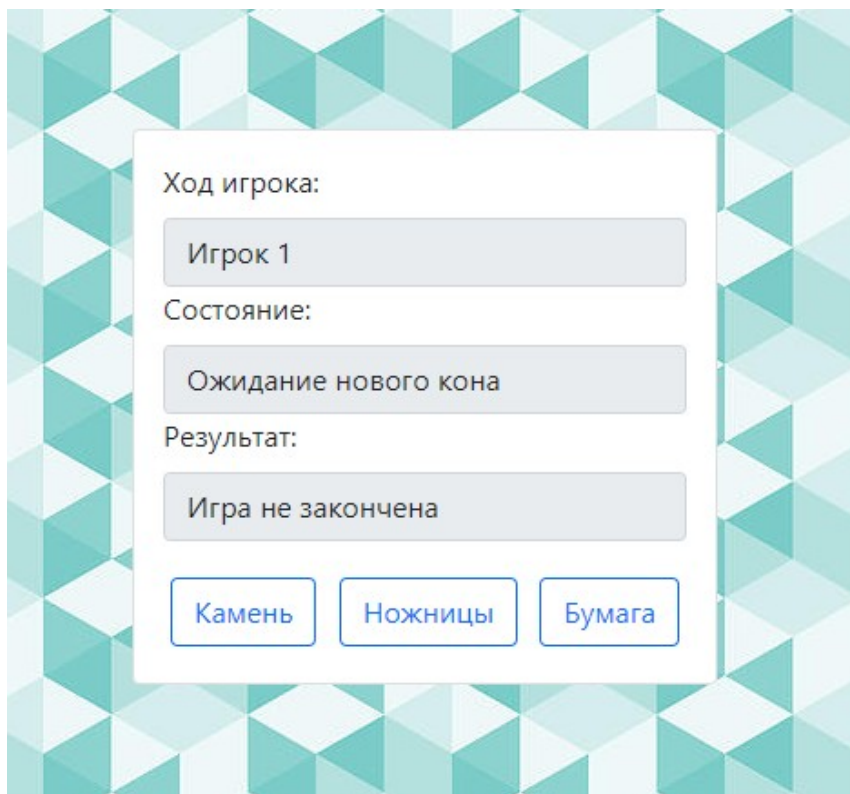 Ход игрока:
Игрок 1
Состояние:
Ожидание нового кона
Результат:
Игра не закончена
Камень Ножницы Бумага